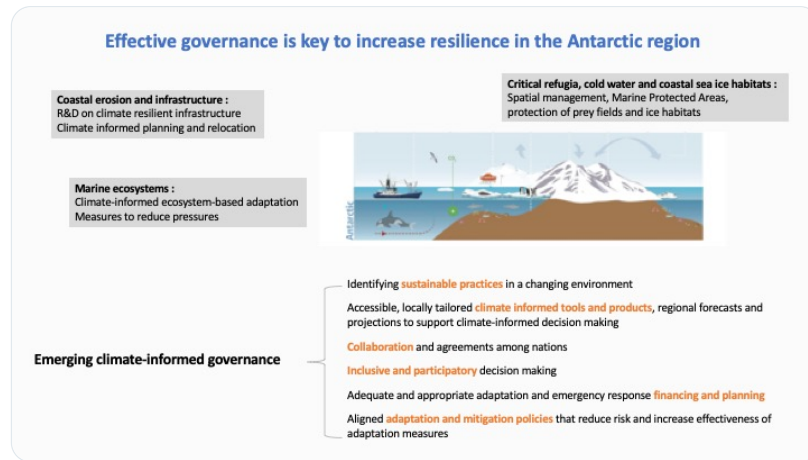 Effective governance is key to increase resilience in the Antarctic region
Coastal erosion and infrastructure :
R&D on climate resilient infrastructure
Climate informed planning and relocation
Critical refugia, cold water and coastal sea ice habitats :
Spatial management, Marine Protected Areas,
protection of prey fields and ice habitats
Marine ecosystems :
Climate-informed ecosystem-based adaptation
Measures to reduce pressures
Antarctic
Emerging climate-informed governance
Identifying sustainable practices in a changing environment
Accessible, locally tailored climate informed tools and products, regional forecasts and
projections to support climate-informed decision making
Collaboration and agreements among nations
Inclusive and participatory decision making
Adequate and appropriate adaptation and emergency response financing and planning
Aligned adaptation and mitigation policies that reduce risk and increase effectiveness of
adaptation measures